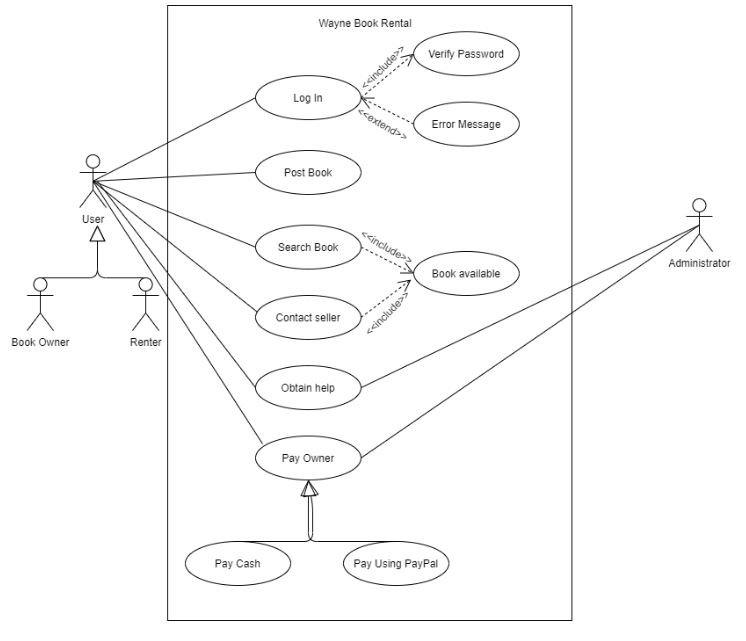 Wayne Book Rental
Verify Password
<<include>>
Log In
<<extend>>
Error Message
Post Book
User
Search Book
<<include>>
Book available
Administrator
Contact seller
<<include>>
Book Owner
Renter
Obtain help
Pay Owner
Pay Cash
Pay Using PayPal